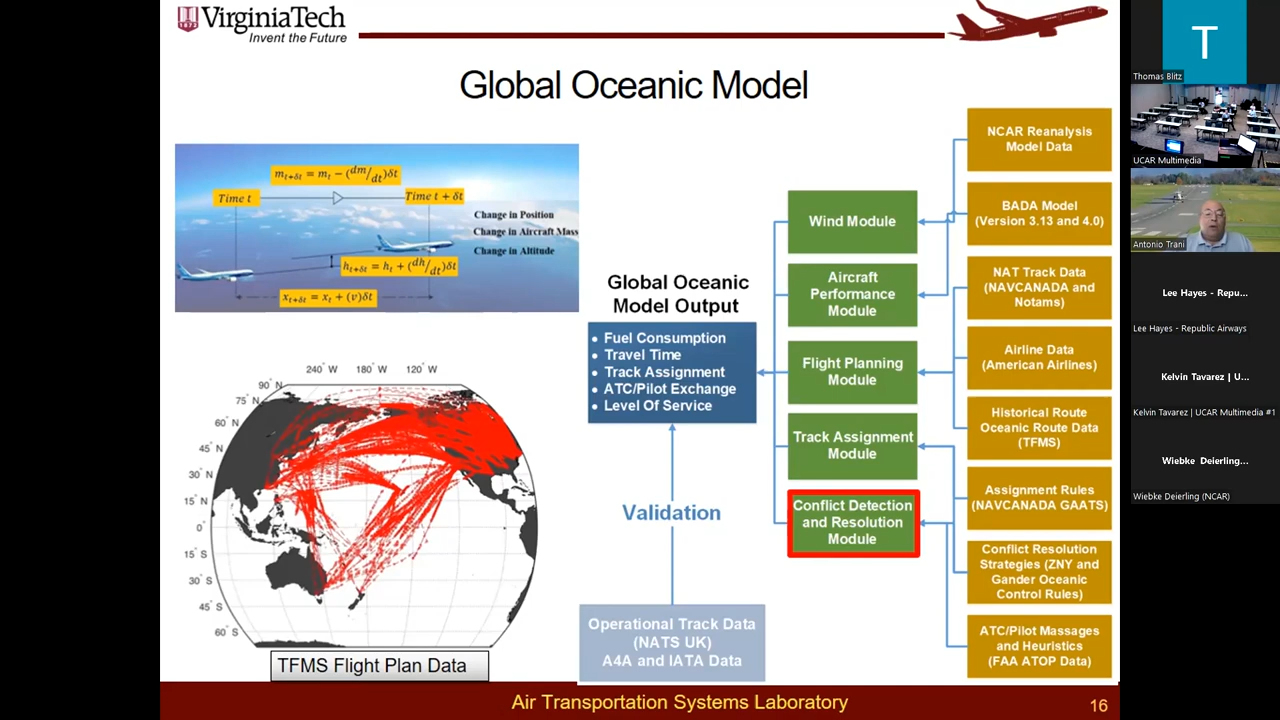 VirginiaTech
Invent the Future
Global Oceanic Model
m_{t+δt} = m_t − (dm/dt)δt
Time t
Time t + δt
Change in Position
Change in Aircraft Mass
Change in Altitude
h_{t+δt} = h_t + (dh/dt)δt
x_{t+δt} = x_t + (v)δt
240° W
180° W
120° W
90° N
75° N
60° N
45° N
30° N
15° N
0°
15° S
30° S
45° S
60° S
TFMS Flight Plan Data
Global Oceanic
Model Output
• Fuel Consumption
• Travel Time
• Track Assignment
• ATC/Pilot Exchange
• Level Of Service
Validation
Operational Track Data
(NATS UK)
A4A and IATA Data
Wind Module
Aircraft
Performance
Module
Flight Planning
Module
Track Assignment
Module
Conflict Detection
and Resolution
Module
NCAR Reanalysis
Model Data
BADA Model
(Version 3.13 and 4.0)
NAT Track Data
(NAVCANADA and
Notams)
Airline Data
(American Airlines)
Historical Route
Oceanic Route Data
(TFMS)
Assignment Rules
(NAVCANADA GAATS)
Conflict Resolution
Strategies (ZNY and
Gander Oceanic
Control Rules)
ATC/Pilot Massages
and Heuristics
(FAA ATOP Data)
Air Transportation Systems Laboratory
16
T
Thomas Blitz
UCAR Multimedia
Antonio Trani
Lee Hayes - Repu...
Lee Hayes - Republic Airways
Kelvin Tavarez | U...
Kelvin Tavarez | UCAR Multimedia #1
Wiebke Deierling...
Wiebke Deierling (NCAR)